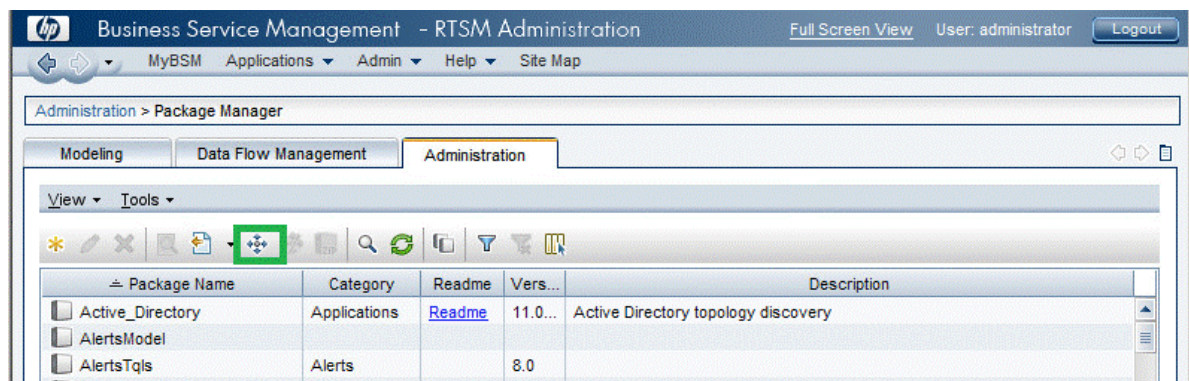 hp Business Service Management - RTSM Administration Full Screen View User: administrator Logout
MyBSM Applications Admin Help Site Map
Administration > Package Manager
Modeling Data Flow Management Administration
View Tools
Package Name Category Readme Vers... Description
Active_Directory Applications Readme 11.0... Active Directory topology discovery
AlertsModel
AlertsTqls Alerts 8.0